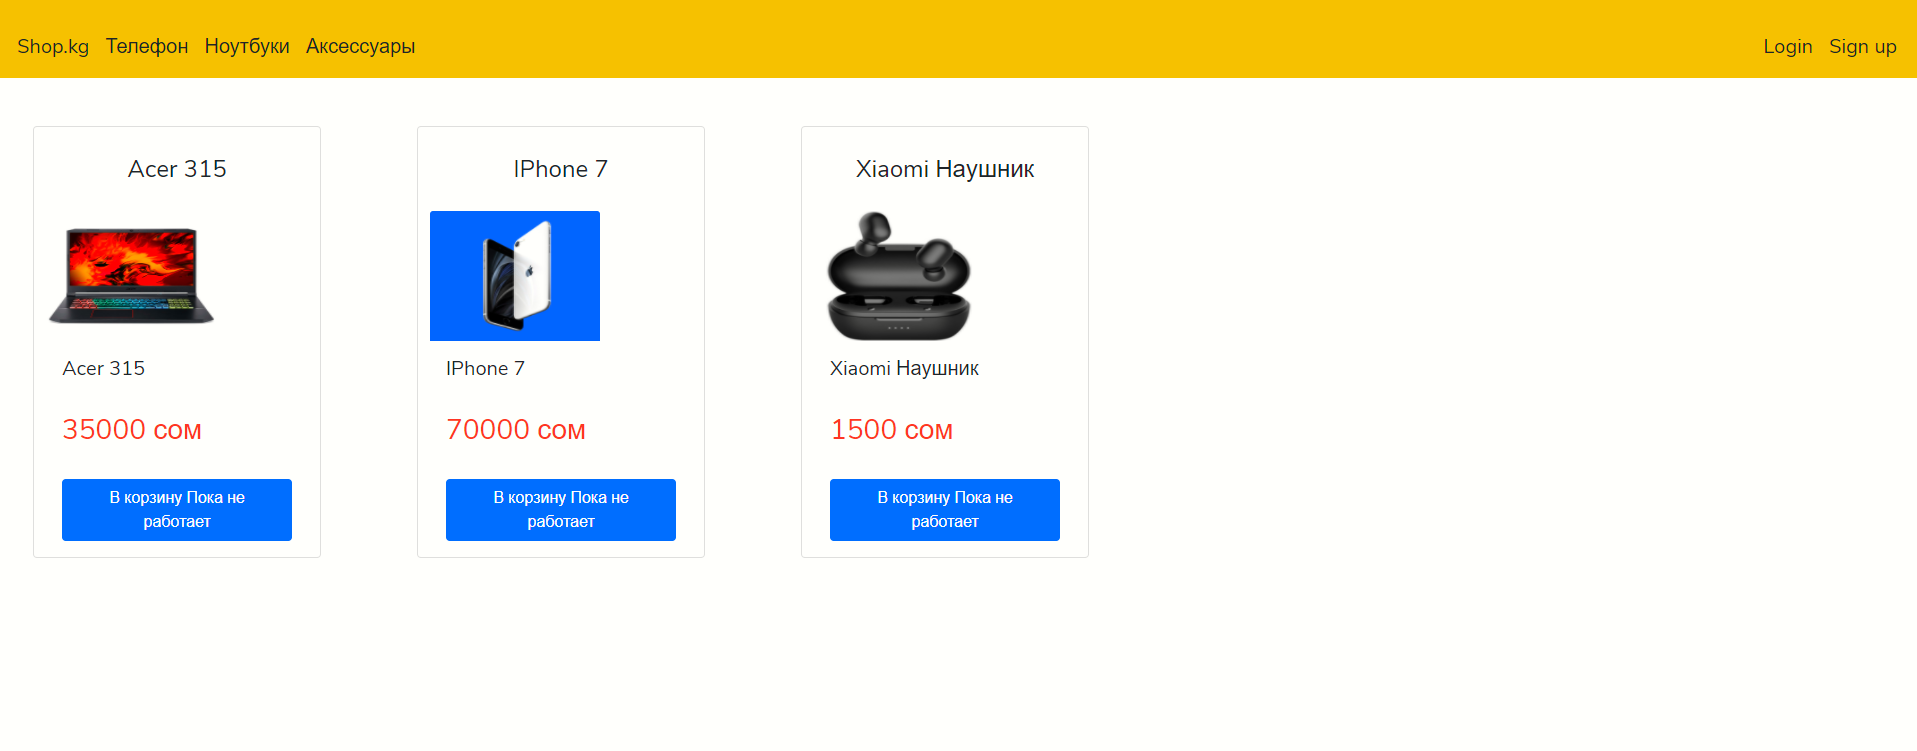 Shop.kg Телефон Ноутбуки Аксессуары Login Sign up
Acer 315
Acer 315
35000 сом
В корзину Пока не
работает
IPhone 7
IPhone 7
70000 сом
В корзину Пока не
работает
Xiaomi Наушник
Xiaomi Наушник
1500 сом
В корзину Пока не
работает